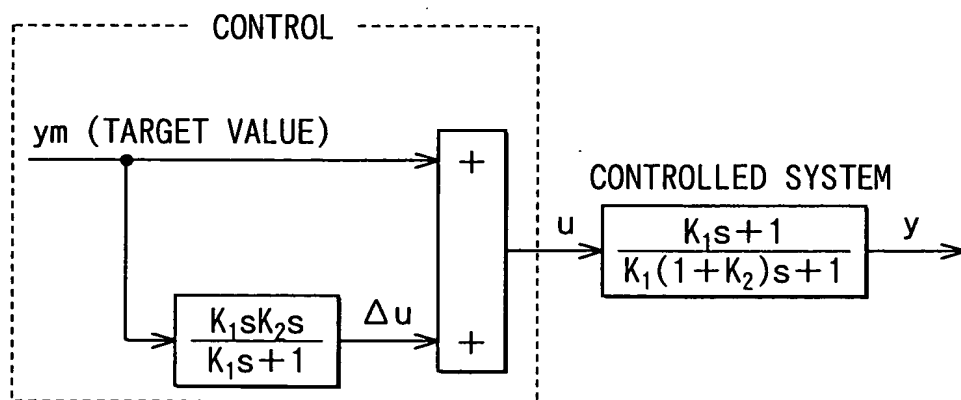 CONTROL
ym (TARGET VALUE)
+
CONTROLLED SYSTEM
u
K₁s+1
K₁(1+K₂)s+1
y
K₁sK₂s
K₁s+1
Δu
+